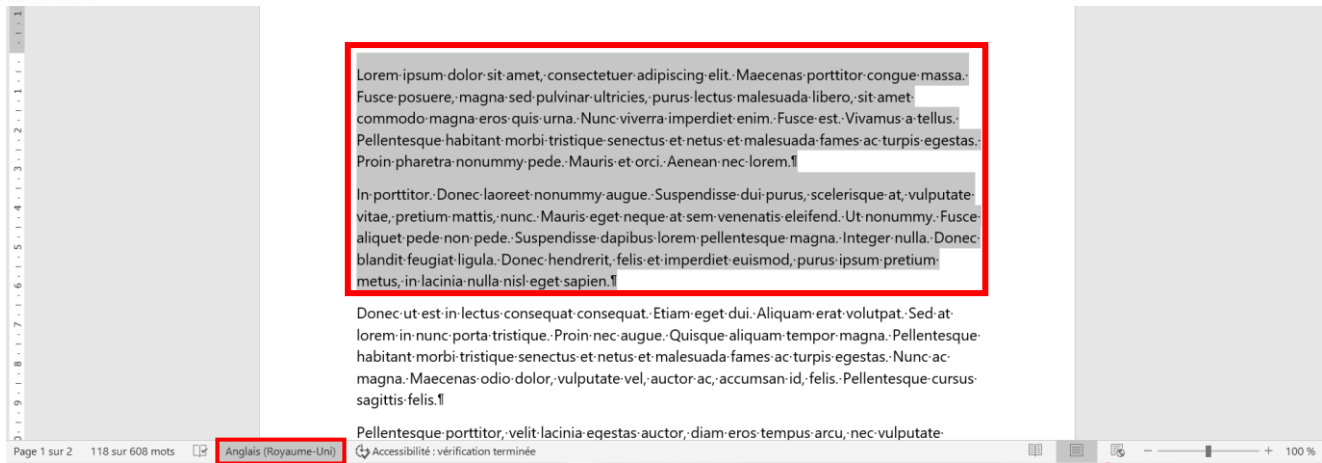 Lorem·ipsum·dolor·sit·amet,·consectetuer·adipiscing·elit.·Maecenas·porttitor·congue·massa.·
Fusce·posuere,·magna·sed·pulvinar·ultricies,·purus·lectus·malesuada·libero,·sit·amet·
commodo·magna·eros·quis·urna.·Nunc·viverra·imperdiet·enim.·Fusce·est.·Vivamus·a·tellus.·
Pellentesque·habitant·morbi·tristique·senectus·et·netus·et·malesuada·fames·ac·turpis·egestas.·
Proin·pharetra·nonummy·pede.·Mauris·et·orci.·Aenean·nec·lorem.¶
In·porttitor.·Donec·laoreet·nonummy·augue.·Suspendisse·dui·purus,·scelerisque·at,·vulputate·
vitae,·pretium·mattis,·nunc.·Mauris·eget·neque·at·sem·venenatis·eleifend.·Ut·nonummy.·Fusce·
aliquet·pede·non·pede.·Suspendisse·dapibus·lorem·pellentesque·magna.·Integer·nulla.·Donec·
blandit·feugiat·ligula.·Donec·hendrerit,·felis·et·imperdiet·euismod,·purus·ipsum·pretium·
metus,·in·lacinia·nulla·nisl·eget·sapien.¶
Donec·ut·est·in·lectus·consequat·consequat.·Etiam·eget·dui.·Aliquam·erat·volutpat.·Sed·at·
lorem·in·nunc·porta·tristique.·Proin·nec·augue.·Quisque·aliquam·tempor·magna.·Pellentesque·
habitant·morbi·tristique·senectus·et·netus·et·malesuada·fames·ac·turpis·egestas.·Nunc·ac·
magna.·Maecenas·odio·dolor,·vulputate·vel,·auctor·ac,·accumsan·id,·felis.·Pellentesque·cursus·
sagittis·felis.¶
Pellentesque·porttitor,·velit·lacinia·egestas·auctor,·diam·eros·tempus·arcu,·nec·vulputate·
Page 1 sur 2 118 sur 608 mots Anglais (Royaume-Uni) Accessibilité : vérification terminée 100 %